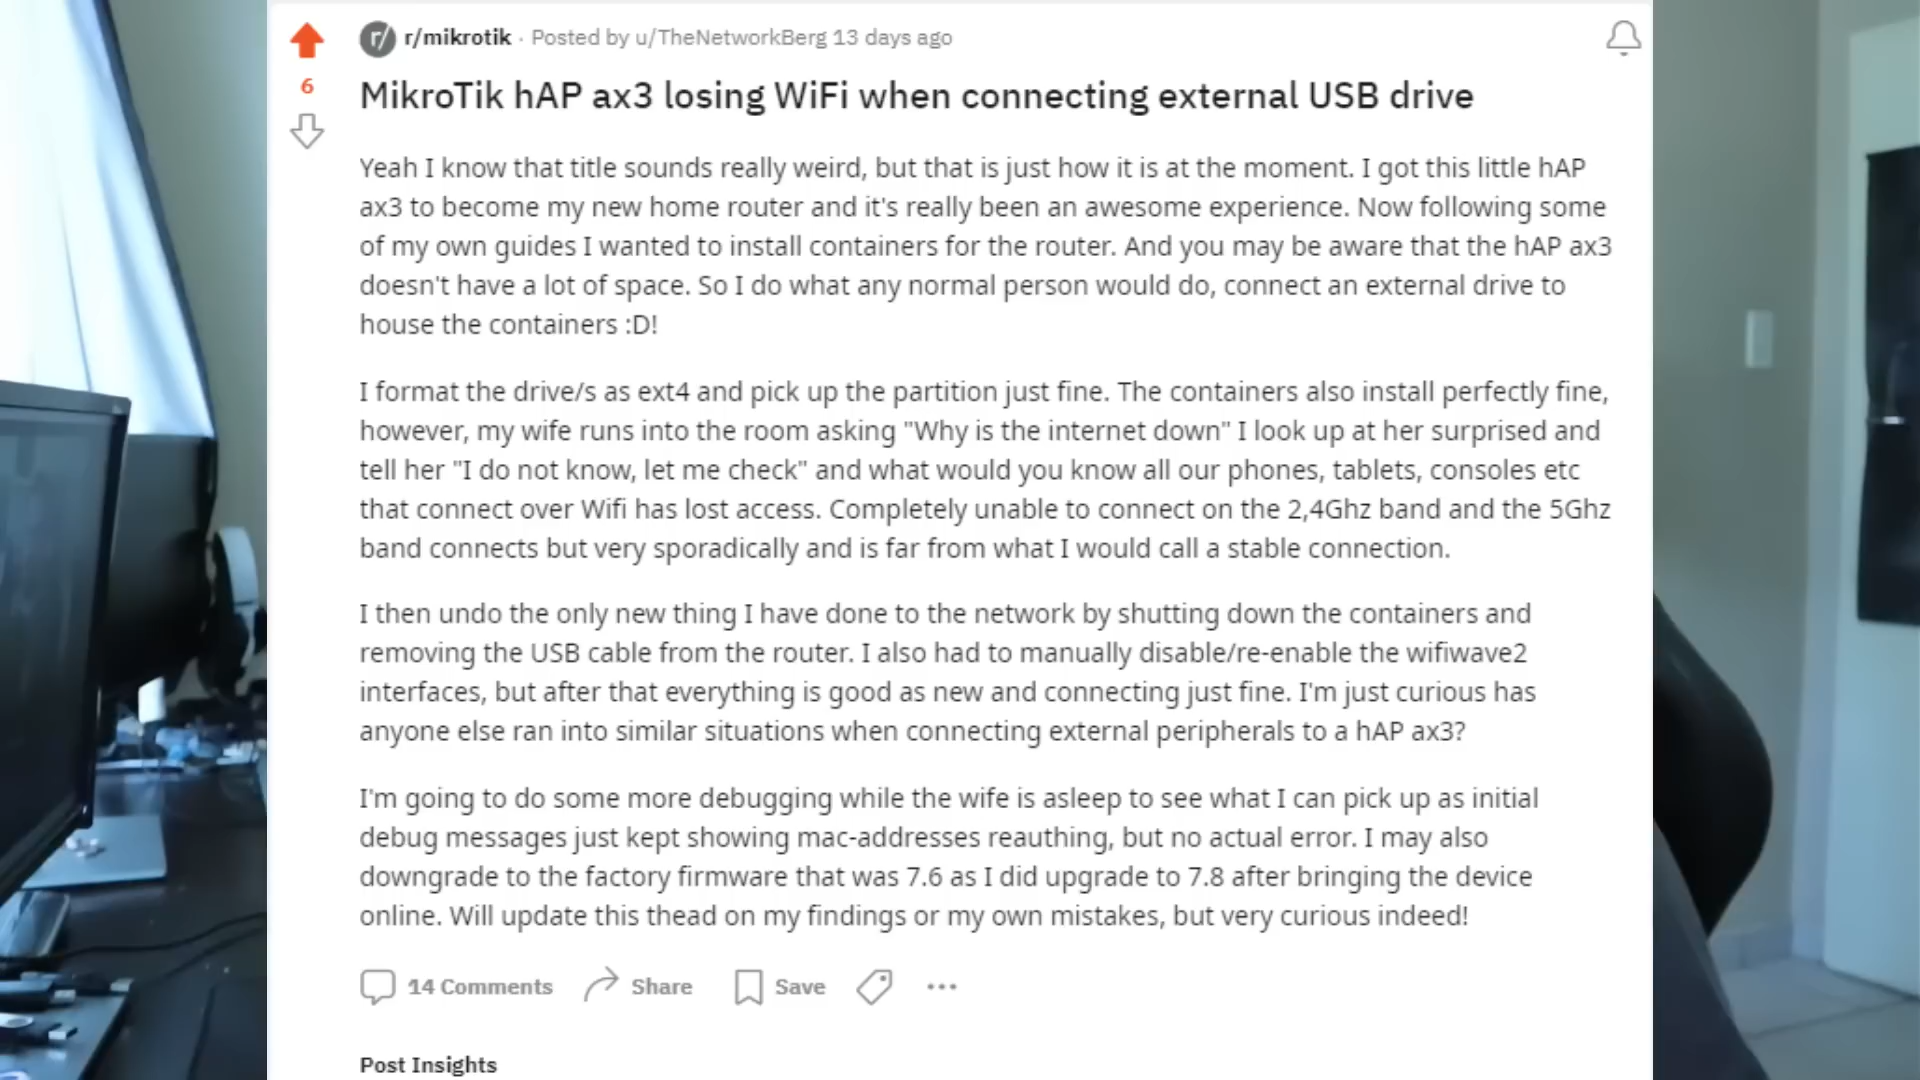 r/mikrotik · Posted by u/TheNetworkBerg 13 days ago
6
MikroTik hAP ax3 losing WiFi when connecting external USB drive
Yeah I know that title sounds really weird, but that is just how it is at the moment. I got this little hAP
ax3 to become my new home router and it's really been an awesome experience. Now following some
of my own guides I wanted to install containers for the router. And you may be aware that the hAP ax3
doesn't have a lot of space. So I do what any normal person would do, connect an external drive to
house the containers :D!
I format the drive/s as ext4 and pick up the partition just fine. The containers also install perfectly fine,
however, my wife runs into the room asking "Why is the internet down" I look up at her surprised and
tell her "I do not know, let me check" and what would you know all our phones, tablets, consoles etc
that connect over Wifi has lost access. Completely unable to connect on the 2,4Ghz band and the 5Ghz
band connects but very sporadically and is far from what I would call a stable connection.
I then undo the only new thing I have done to the network by shutting down the containers and
removing the USB cable from the router. I also had to manually disable/re-enable the wifiwave2
interfaces, but after that everything is good as new and connecting just fine. I'm just curious has
anyone else ran into similar situations when connecting external peripherals to a hAP ax3?
I'm going to do some more debugging while the wife is asleep to see what I can pick up as initial
debug messages just kept showing mac-addresses reauthing, but no actual error. I may also
downgrade to the factory firmware that was 7.6 as I did upgrade to 7.8 after bringing the device
online. Will update this thead on my findings or my own mistakes, but very curious indeed!
14 Comments Share Save ...
Post Insights